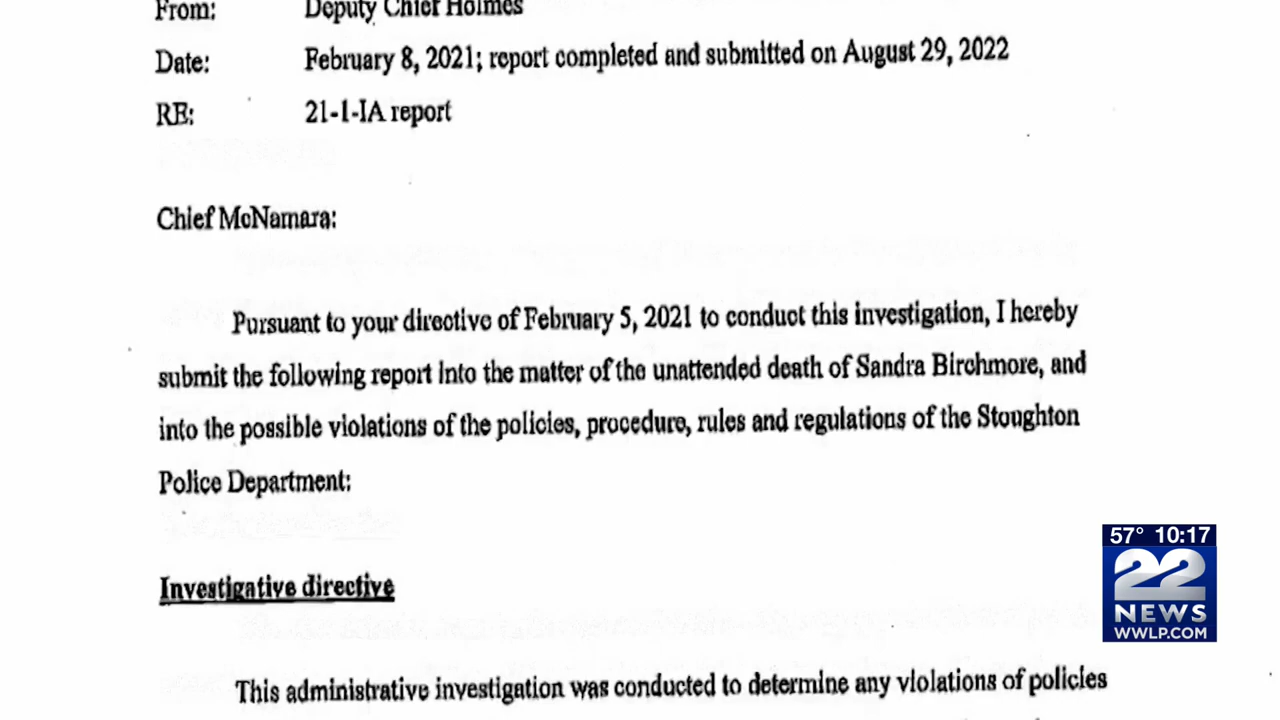 From: Deputy Chief Holmes
Date: February 8, 2021; report completed and submitted on August 29, 2022
RE: 21-1-IA report
Chief McNamara:
Pursuant to your directive of February 5, 2021 to conduct this investigation, I hereby
submit the following report into the matter of the unattended death of Sandra Birchmore, and
into the possible violations of the policies, procedure, rules and regulations of the Stoughton
Police Department:
Investigative directive
This administrative investigation was conducted to determine any violations of policies
57° 10:17
22
NEWS
WWLP.COM